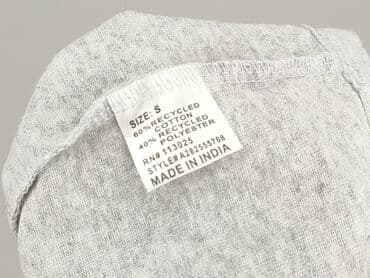 SIZE: S
60% RECYCLED
COTTON
40% RECYCLED
POLYESTER
RN# 113025
STYLE# A282555708
MADE IN INDIA